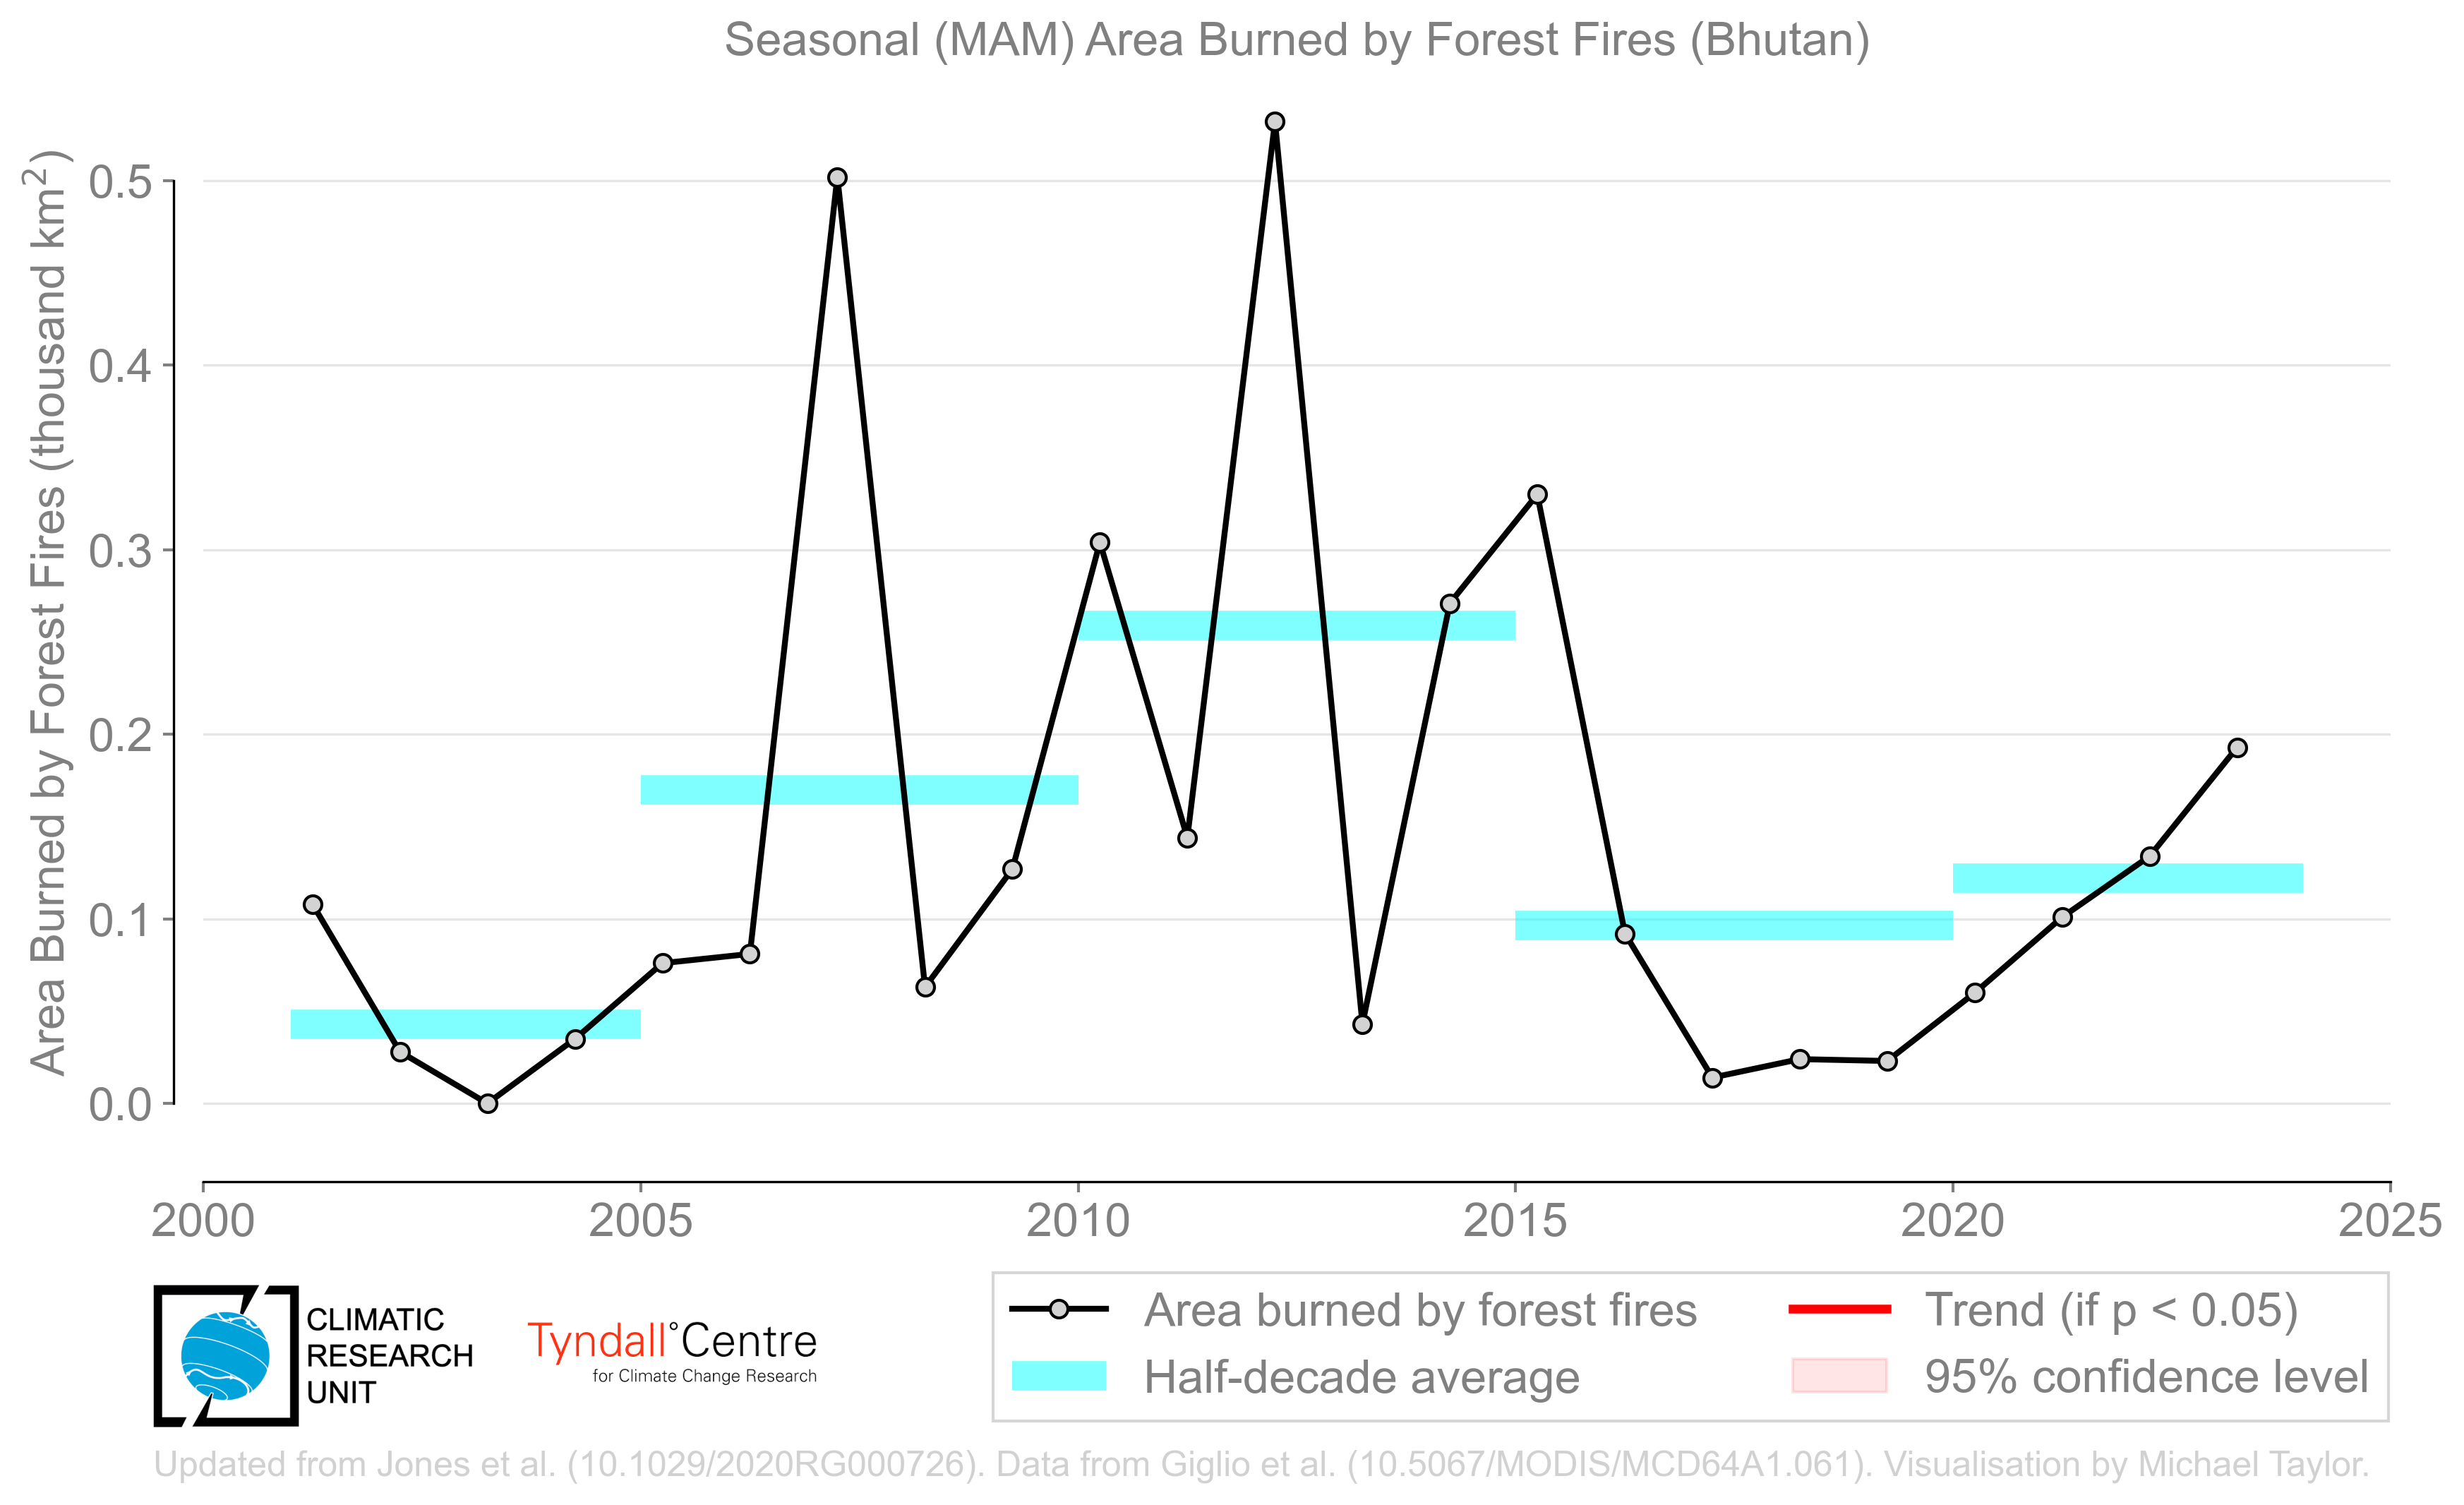 Seasonal (MAM) Area Burned by Forest Fires (Bhutan)
Area Burned by Forest Fires (thousand km²)
0.5
0.4
0.3
0.2
0.1
0.0
2000 2005 2010 2015 2020 2025
CLIMATIC
RESEARCH
UNIT
Tyndall°Centre
for Climate Change Research
Area burned by forest fires
Half-decade average
Trend (if p < 0.05)
95% confidence level
Updated from Jones et al. (10.1029/2020RG000726). Data from Giglio et al. (10.5067/MODIS/MCD64A1.061). Visualisation by Michael Taylor.